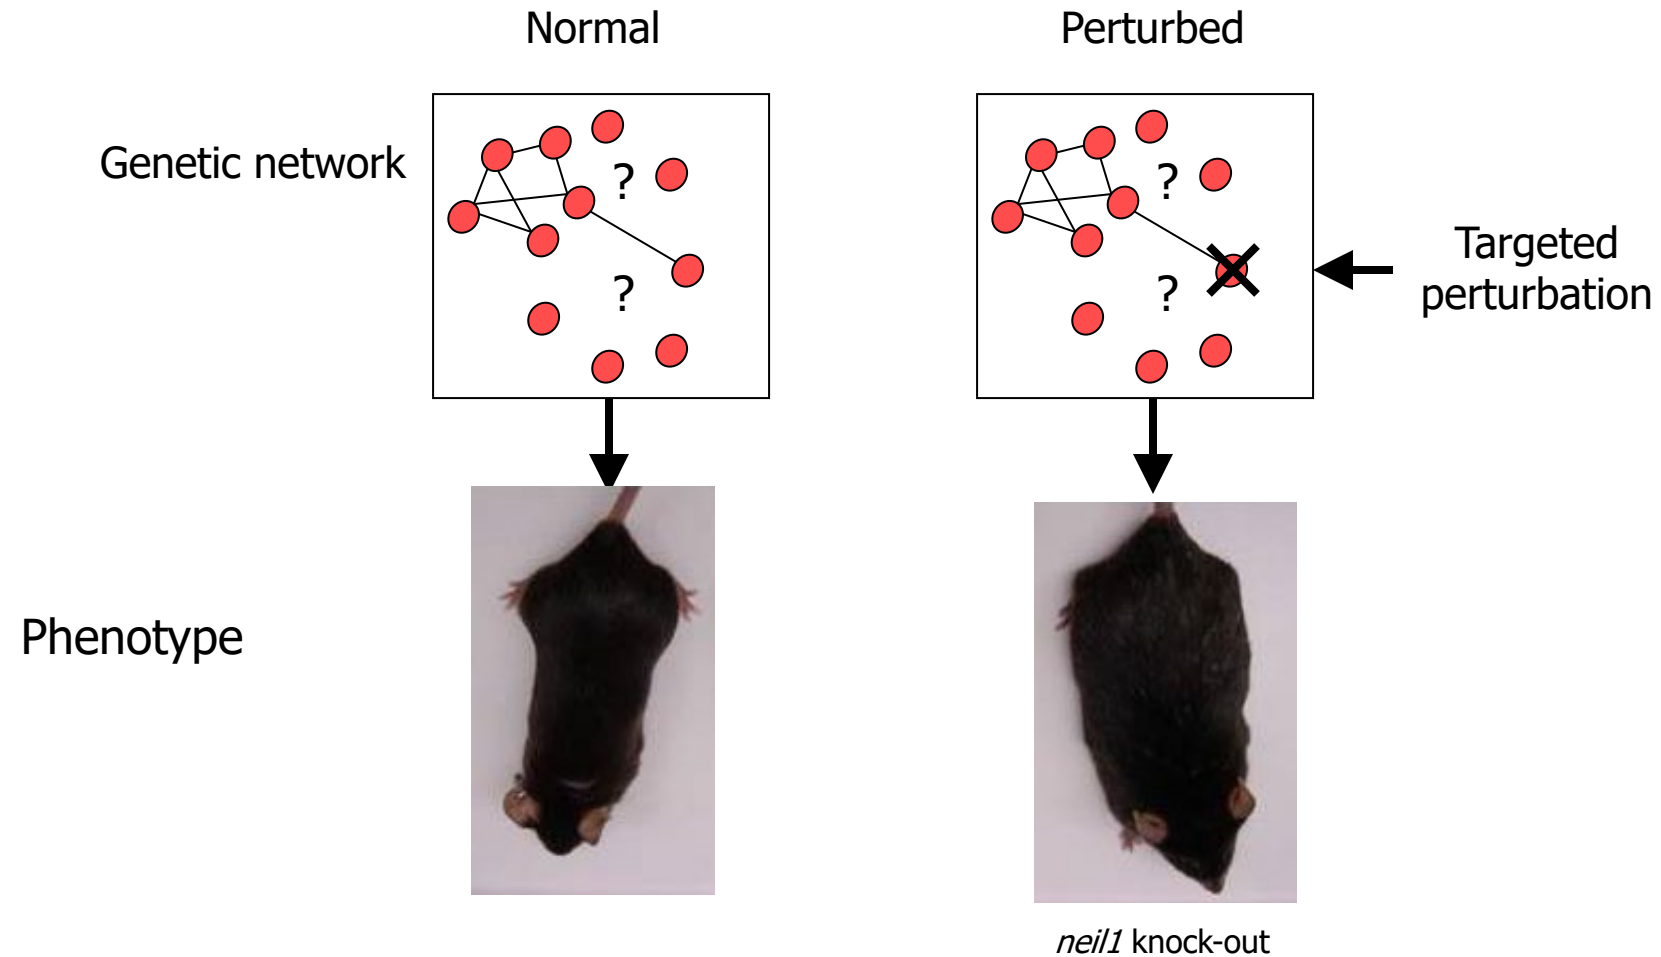 Normal
Perturbed
Genetic network
?
?
?
?
Targeted
perturbation
Phenotype
neil1 knock-out